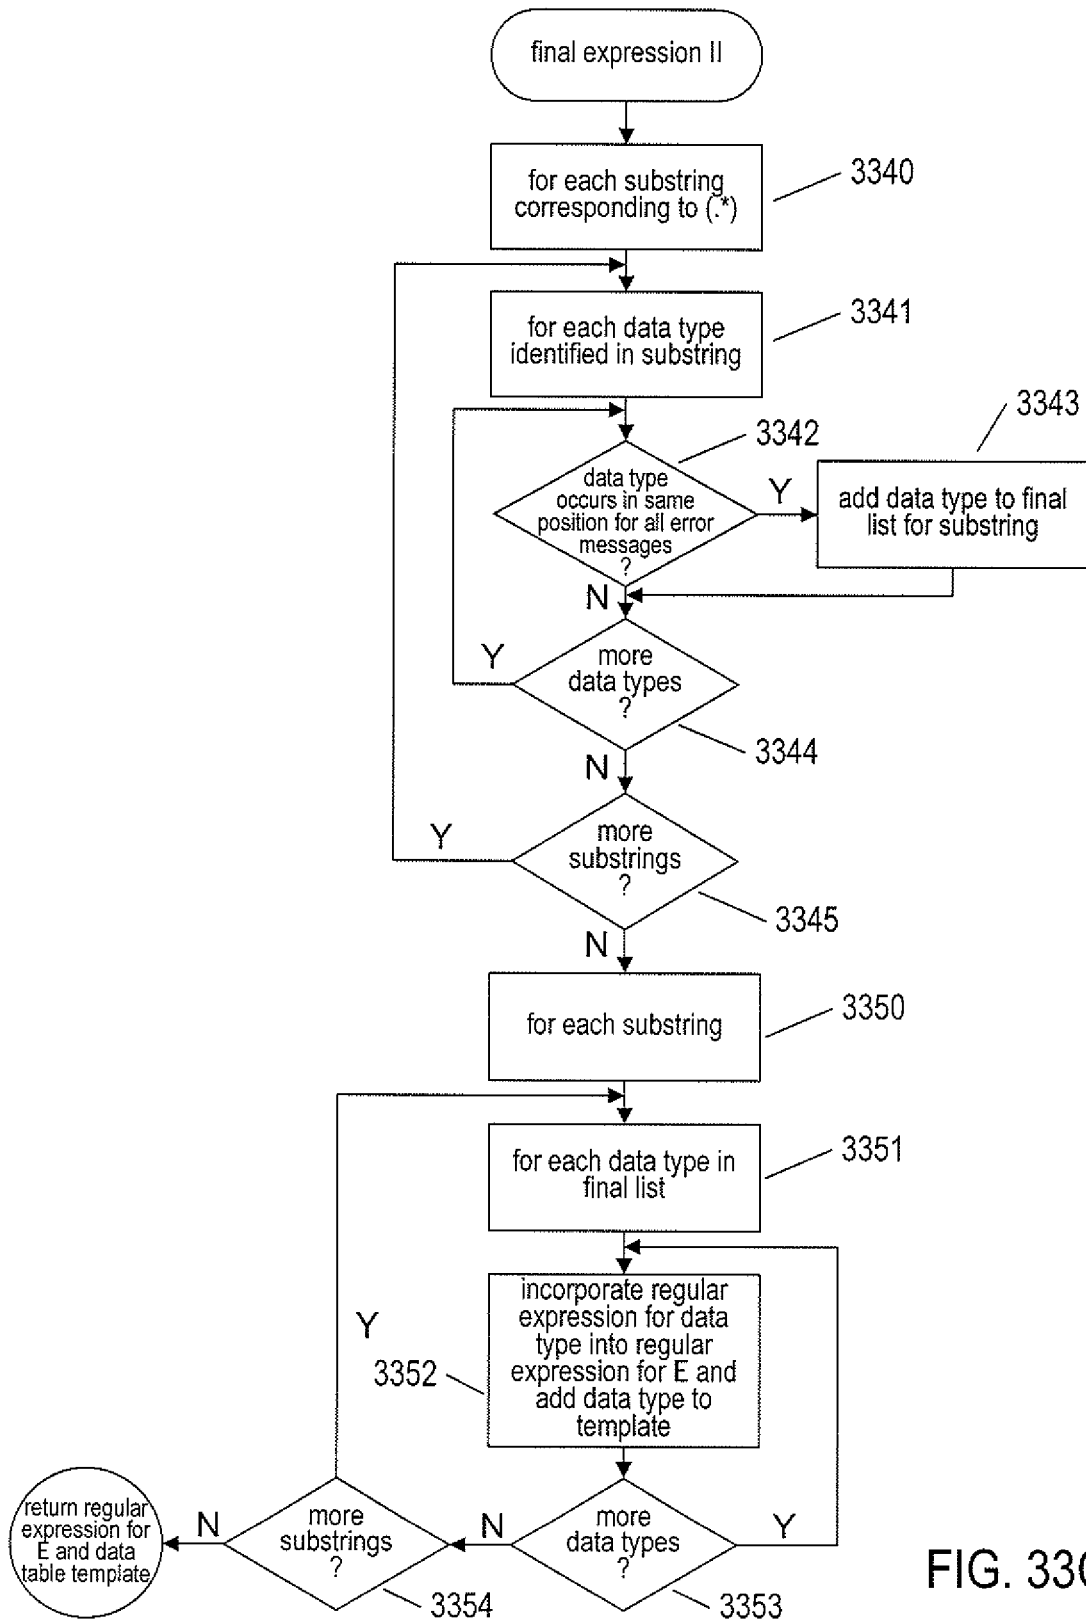 final expression II
for each substring
corresponding to (.*)
3340
for each data type
identified in substring
3341
data type
occurs in same
position for all error
messages
?
3342
Y
add data type to final
list for substring
3343
N
more
data types
?
Y
3344
N
more
substrings
?
Y
3345
N
for each substring
3350
for each data type in
final list
3351
incorporate regular
expression for data
type into regular
expression for E and
add data type to
template
3352
Y
more
data types
?
Y
3353
N
more
substrings
?
3354
N
return regular
expression for
E and data
table template
FIG. 33